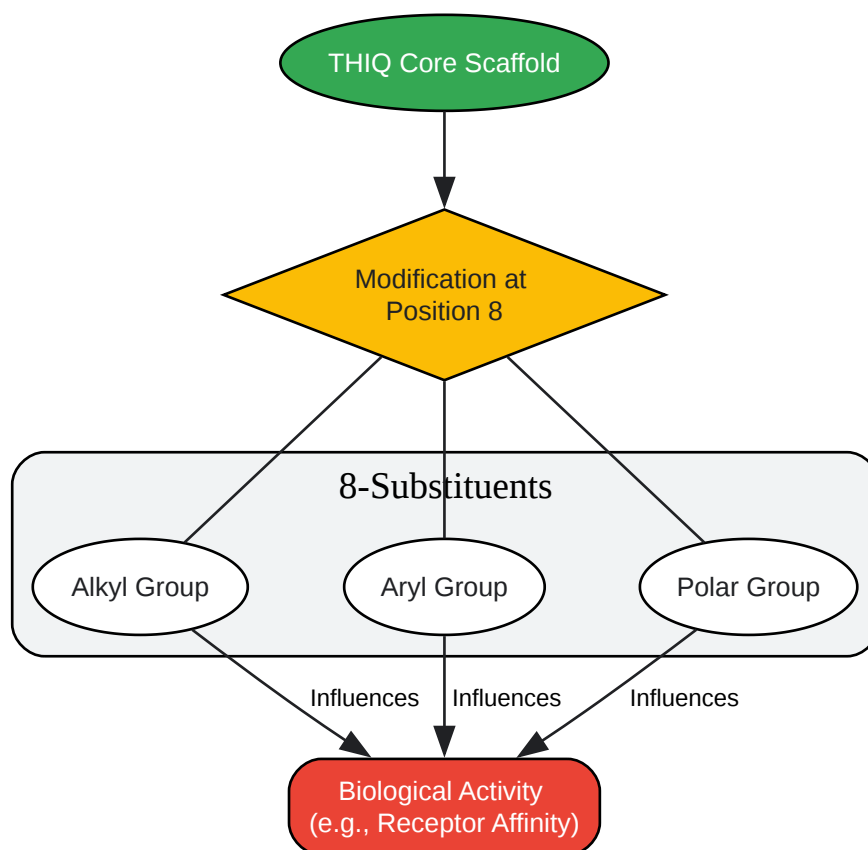 THIQ Core Scaffold
Modification at
Position 8
8-Substituents
Alkyl Group
Aryl Group
Polar Group
Influences
Influences
Influences
Biological Activity
(e.g., Receptor Affinity)